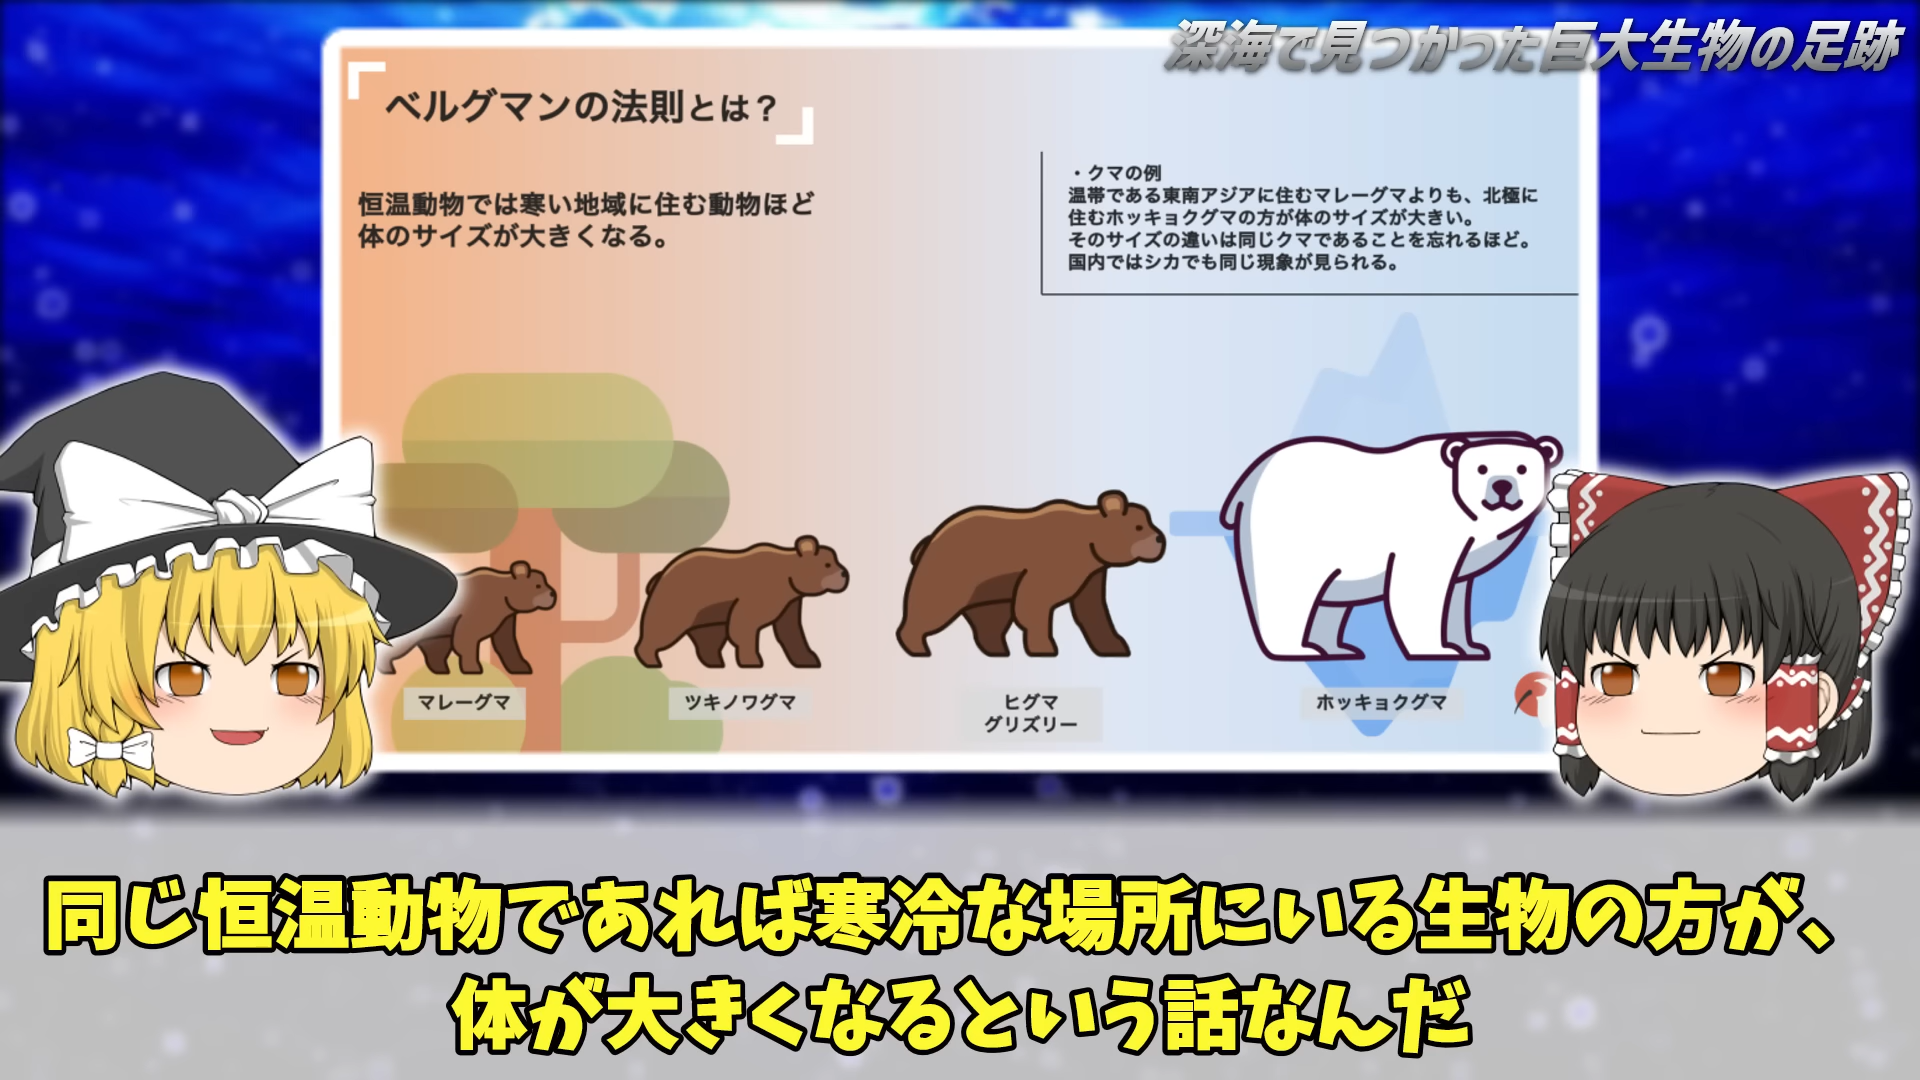 深海で見つかった巨大生物の足跡
ベルグマンの法則とは？
恒温動物では寒い地域に住む動物ほど
体のサイズが大きくなる。
・クマの例
温帯である東南アジアに住むマレーグマよりも、北極に
住むホッキョクグマの方が体のサイズが大きい。
そのサイズの違いは同じクマであることを忘れるほど。
国内ではシカでも同じ現象が見られる。
マレーグマ
ツキノワグマ
ヒグマ
グリズリー
ホッキョクグマ
同じ恒温動物であれば寒冷な場所にいる生物の方が、
体が大きくなるという話なんだ